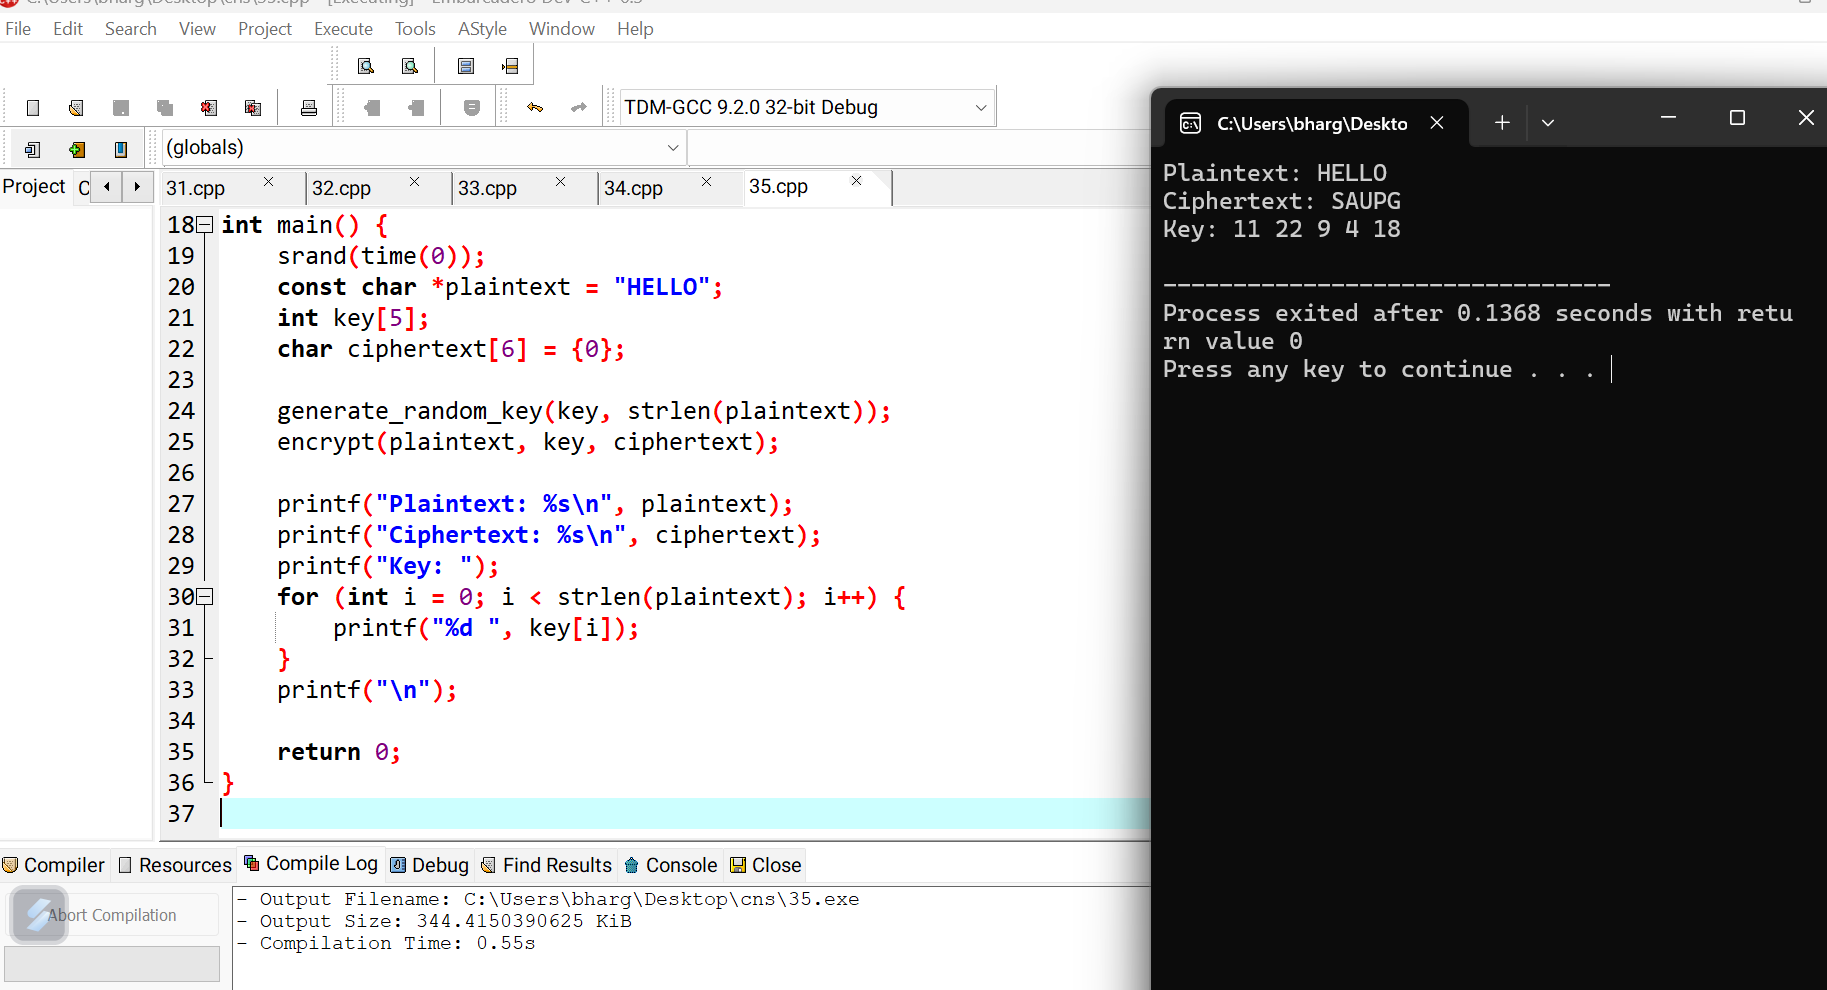 File Edit Search View Project Execute Tools AStyle Window Help
TDM-GCC 9.2.0 32-bit Debug
(globals)
Project
31.cpp 32.cpp 33.cpp 34.cpp 35.cpp
18 int main() {
19 srand(time(0));
20 const char *plaintext = "HELLO";
21 int key[5];
22 char ciphertext[6] = {0};
23
24 generate_random_key(key, strlen(plaintext));
25 encrypt(plaintext, key, ciphertext);
26
27 printf("Plaintext: %s\n", plaintext);
28 printf("Ciphertext: %s\n", ciphertext);
29 printf("Key: ");
30 for (int i = 0; i < strlen(plaintext); i++) {
31 printf("%d ", key[i]);
32 }
33 printf("\n");
34
35 return 0;
36 }
37
C:\Users\bharg\Deskto
Plaintext: HELLO
Ciphertext: SAUPG
Key: 11 22 9 4 18
--------------------------------
Process exited after 0.1368 seconds with retu
rn value 0
Press any key to continue . . .
Compiler Resources Compile Log Debug Find Results Console Close
Abort Compilation
- Output Filename: C:\Users\bharg\Desktop\cns\35.exe
- Output Size: 344.4150390625 KiB
- Compilation Time: 0.55s